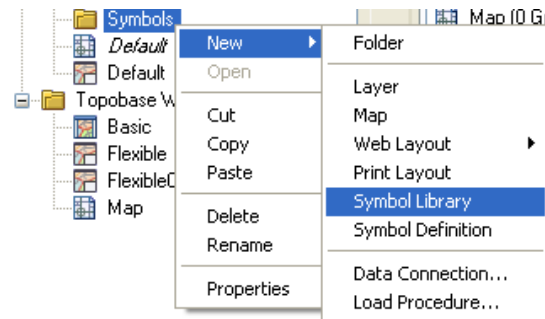 Symbols
Default
Default
Topobase W
Basic
Flexible
FlexibleC
Map
New
Open
Cut
Copy
Paste
Delete
Rename
Properties
Map (0 G
Folder
Layer
Map
Web Layout
Print Layout
Symbol Library
Symbol Definition
Data Connection...
Load Procedure...